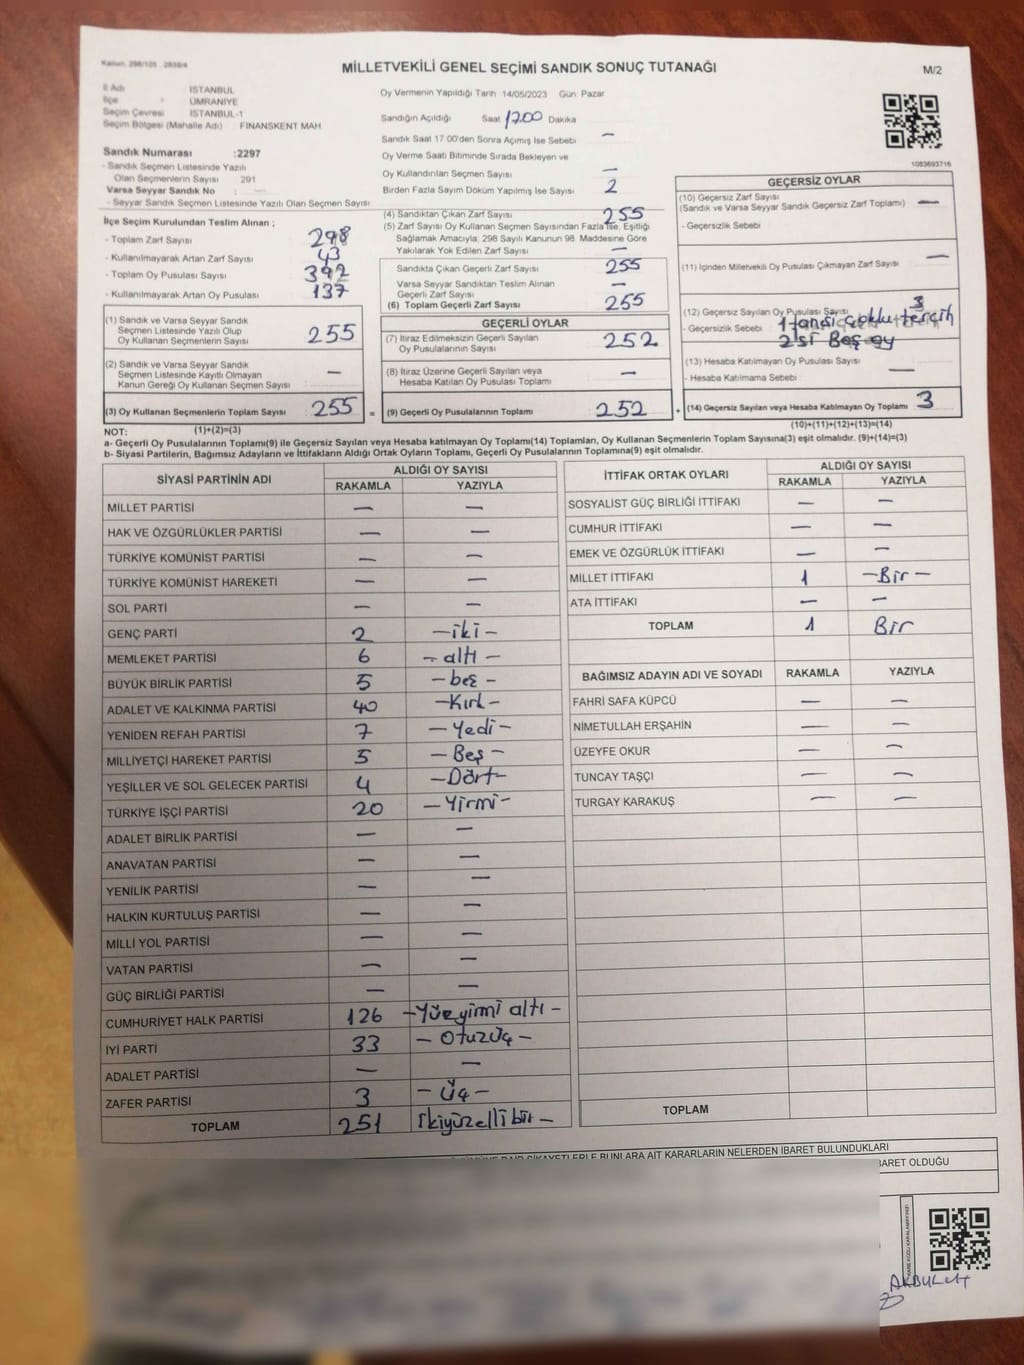 MİLLETVEKİLİ GENEL SEÇİMİ SANDIK SONUÇ TUTANAĞI
M/2
İl Adı İSTANBUL
İlçe ÜMRANİYE
Seçim Çevresi İSTANBUL-1
Seçim Bölgesi (Mahalle Adı) FİNANSKENT MAH.
Sandık Numarası :2297
- Sandık Seçmen Listesinde Yazılı
Olan Seçmenlerin Sayısı 291
Varsa Seyyar Sandık No :
- Seyyar Sandık Seçmen Listesinde Yazılı Olan Seçmen Sayısı
İlçe Seçim Kurulundan Teslim Alınan ;
- Toplam Zarf Sayısı 298
- Kullanılmayarak Artan Zarf Sayısı 43
- Toplam Oy Pusulası Sayısı 392
- Kullanılmayarak Artan Oy Pusulası 137
Oy Vermenin Yapıldığı Tarih 14/05/2023 Gün: Pazar
Sandığın Açıldığı Saat 17.00 Dakika
Sandık Saat 17:00'den Sonra Açılmış İse Sebebi —
Oy Verme Saati Bitiminde Sırada Bekleyen ve
Oy Kullandırılan Seçmen Sayısı —
Birden Fazla Sayım Döküm Yapılmış İse Sayısı 2
(4) Sandıktan Çıkan Zarf Sayısı 255
(5) Zarf Sayısı Oy Kullanan Seçmen Sayısından Fazla İse, Eşitliği
Sağlamak Amacıyla, 298 Sayılı Kanunun 98. Maddesine Göre
Yakılarak Yok Edilen Zarf Sayısı —
Sandıkta Çıkan Geçerli Zarf Sayısı 255
Varsa Seyyar Sandıktan Teslim Alınan
Geçerli Zarf Sayısı —
(6) Toplam Geçerli Zarf Sayısı 255
1083693716
GEÇERSİZ OYLAR
(10) Geçersiz Zarf Sayısı
(Sandık ve Varsa Seyyar Sandık Geçersiz Zarf Toplamı) —
- Geçersizlik Sebebi
(11) İçinden Milletvekili Oy Pusulası Çıkmayan Zarf Sayısı —
(12) Geçersiz Sayılan Oy Pusulası Sayısı 3
- Geçersizlik Sebebi 1 tanesi çoklu tercih
2si Beş oy
(13) Hesaba Katılmayan Oy Pusulası Sayısı —
- Hesaba Katılmama Sebebi
(14) Geçersiz Sayılan veya Hesaba Katılmayan Oy Toplamı 3
(10)+(11)+(12)+(13)=(14)
(1) Sandık ve Varsa Seyyar Sandık
Seçmen Listesinde Yazılı Olup
Oy Kullanan Seçmenlerin Sayısı 255
(2) Sandık ve Varsa Seyyar Sandık
Seçmen Listesinde Kayıtlı Olmayan
Kanun Gereği Oy Kullanan Seçmen Sayısı —
(3) Oy Kullanan Seçmenlerin Toplam Sayısı 255 =
(1)+(2)=(3)
GEÇERLİ OYLAR
(7) İtiraz Edilmeksizin Geçerli Sayılan
Oy Pusulalarının Sayısı 252
(8) İtiraz Üzerine Geçerli Sayılan veya
Hesaba Katılan Oy Pusulası Toplamı —
(9) Geçerli Oy Pusulalarının Toplamı 252 +
NOT:
a- Geçerli Oy Pusulalarının Toplamı(9) ile Geçersiz Sayılan veya Hesaba katılmayan Oy Toplamı(14) Toplamları, Oy Kullanan Seçmenlerin Toplam Sayısına(3) eşit olmalıdır. (9)+(14)=(3)
b- Siyasi Partilerin, Bağımsız Adayların ve İttifakların Aldığı Ortak Oyların Toplamı, Geçerli Oy Pusulalarının Toplamına(9) eşit olmalıdır.
SİYASİ PARTİNİN ADI ALDIĞI OY SAYISI
RAKAMLA YAZIYLA
MİLLET PARTİSİ — —
HAK VE ÖZGÜRLÜKLER PARTİSİ — —
TÜRKİYE KOMÜNİST PARTİSİ — —
TÜRKİYE KOMÜNİST HAREKETİ — —
SOL PARTİ — —
GENÇ PARTİ 2 —iki—
MEMLEKET PARTİSİ 6 —altı—
BÜYÜK BİRLİK PARTİSİ 5 —beş—
ADALET VE KALKINMA PARTİSİ 40 —Kırk—
YENİDEN REFAH PARTİSİ 7 —Yedi—
MİLLİYETÇİ HAREKET PARTİSİ 5 —Beş—
YEŞİLLER VE SOL GELECEK PARTİSİ 4 —Dört—
TÜRKİYE İŞÇİ PARTİSİ 20 —Yirmi—
ADALET BİRLİK PARTİSİ — —
ANAVATAN PARTİSİ — —
YENİLİK PARTİSİ — —
HALKIN KURTULUŞ PARTİSİ — —
MİLLİ YOL PARTİSİ — —
VATAN PARTİSİ — —
GÜÇ BİRLİĞİ PARTİSİ — —
CUMHURİYET HALK PARTİSİ 126 —Yüzyirmi altı—
İYİ PARTİ 33 —Otuzüç—
ADALET PARTİSİ — —
ZAFER PARTİSİ 3 —Üç—
TOPLAM 251 İkiyüzellibir—
İTTİFAK ORTAK OYLARI ALDIĞI OY SAYISI
RAKAMLA YAZIYLA
SOSYALİST GÜÇ BİRLİĞİ İTTİFAKI — —
CUMHUR İTTİFAKI — —
EMEK VE ÖZGÜRLÜK İTTİFAKI — —
MİLLET İTTİFAKI 1 —Bir—
ATA İTTİFAKI — —
TOPLAM 1 Bir
BAĞIMSIZ ADAYIN ADI VE SOYADI RAKAMLA YAZIYLA
FAHRİ SAFA KÜPCÜ — —
NİMETULLAH ERŞAHİN — —
ÜZEYFE OKUR — —
TUNCAY TAŞÇI — —
TURGAY KARAKUŞ — —
TOPLAM
ŞİKAYETLERLE BUNLARA AİT KARARLARIN NELERDEN İBARET BULUNDUKLARI
BARET OLDUĞU
AKBULUT